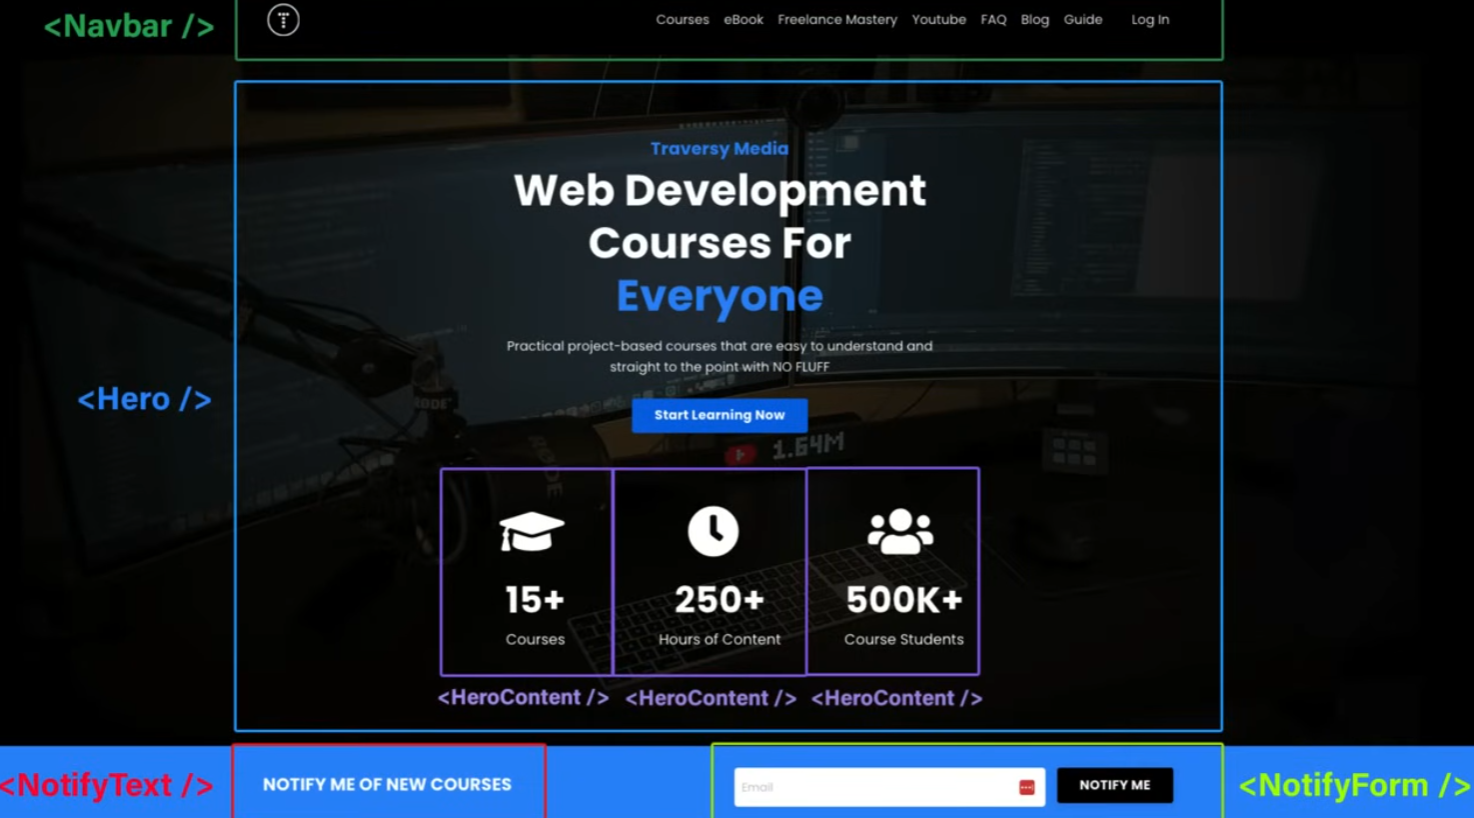 <Navbar />
Courses eBook Freelance Mastery Youtube FAQ Blog Guide Log In
Traversy Media
Web Development
Courses For
Everyone
Practical project-based courses that are easy to understand and
straight to the point with NO FLUFF
<Hero />
RODE
Start Learning Now
1.64M
RODE
15+
Courses
250+
Hours of Content
500K+
Course Students
<HeroContent /> <HeroContent /> <HeroContent />
<NotifyText />
NOTIFY ME OF NEW COURSES
Email
NOTIFY ME
<NotifyForm />